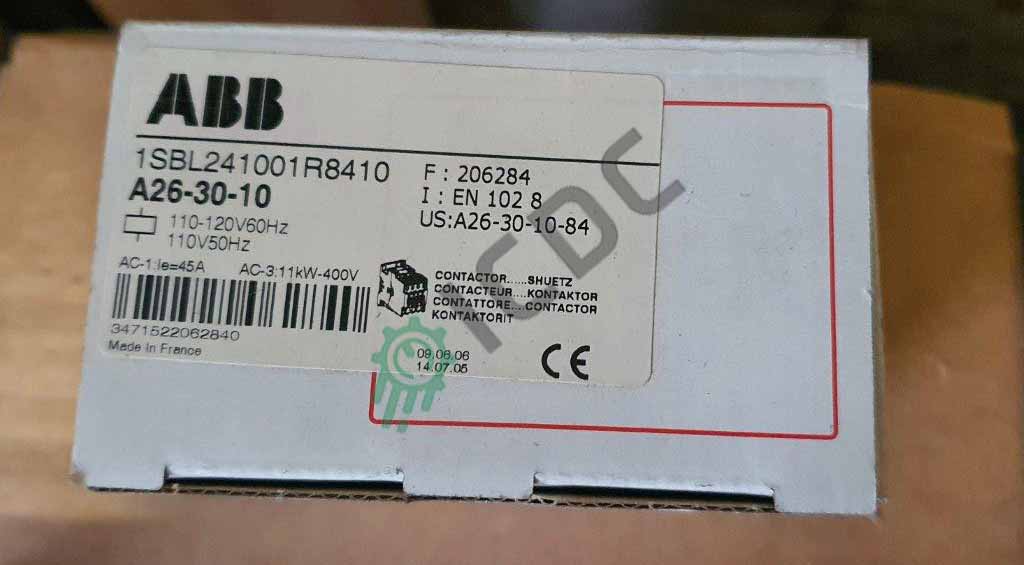 ABB
1SBL241001R8410
A26-30-10
110-120V60Hz
110V50Hz
AC-1:Ie=45A AC-3:11kW-400V
3471522062840
Made in France
F: 206284
I: EN 102 8
US:A26-30-10-84
CONTACTOR.....SHUETZ
CONTACTEUR....KONTAKTOR
CONTATTORE...CONTACTOR
KONTAKTORIT
09.06.06
14.07.05
CE
ICDC